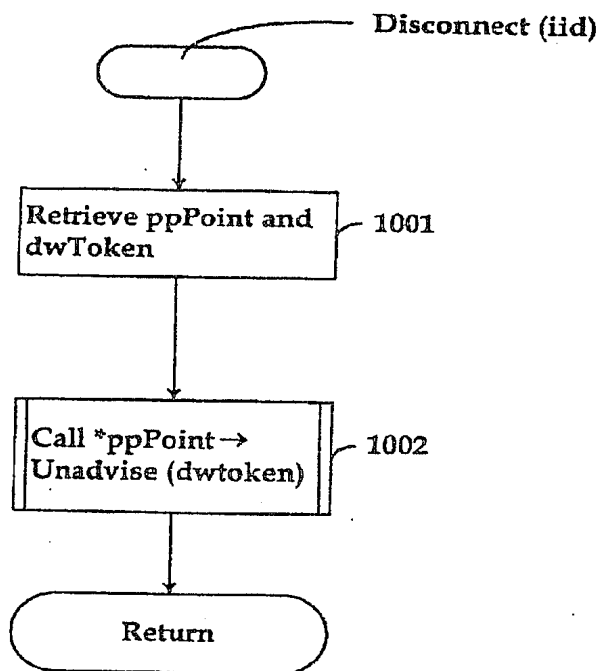 Disconnect (iid)
Retrieve ppPoint and
dwToken
1001
Call *ppPoint→
Unadvise (dwtoken)
1002
Return